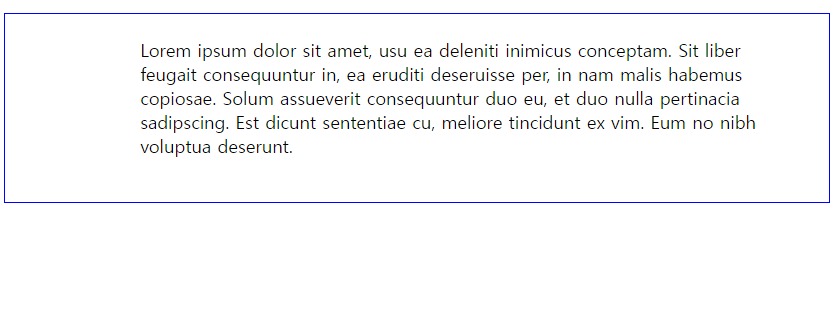 Lorem ipsum dolor sit amet, usu ea deleniti inimicus conceptam. Sit liber
feugait consequuntur in, ea eruditi deseruisse per, in nam malis habemus
copiosae. Solum assueverit consequuntur duo eu, et duo nulla pertinacia
sadipscing. Est dicunt sententiae cu, meliore tincidunt ex vim. Eum no nibh
voluptua deserunt.